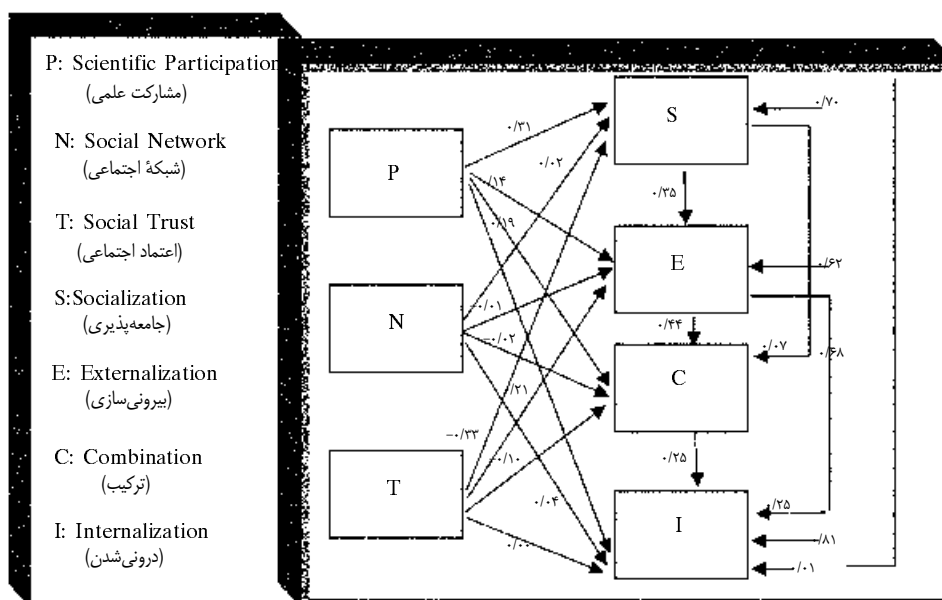 P: Scientific Participation
(مشارکت علمی)
N: Social Network
(شبکهٔ اجتماعی)
T: Social Trust
(اعتماد اجتماعی)
S:Socialization
(جامعه‌پذیری)
E: Externalization
(بیرونی‌سازی)
C: Combination
(ترکیب)
I: Internalization
(درونی‌شدن)
P
N
T
S
E
C
I
۰/۳۱
۰/۰۲
۰/۱۴
۰/۱۹
−۰/۰۱
−۰/۰۲
۰/۲۱
−۰/۳۳
−۰/۱۰
۰/۰۴
۰/۰۰
۰/۷۰
۰/۳۵
۰/۶۲
۰/۴۴
۰/۰۷
۰/۶۸
۰/۲۵
۰/۲۵
۰/۸۱
۰/۰۱